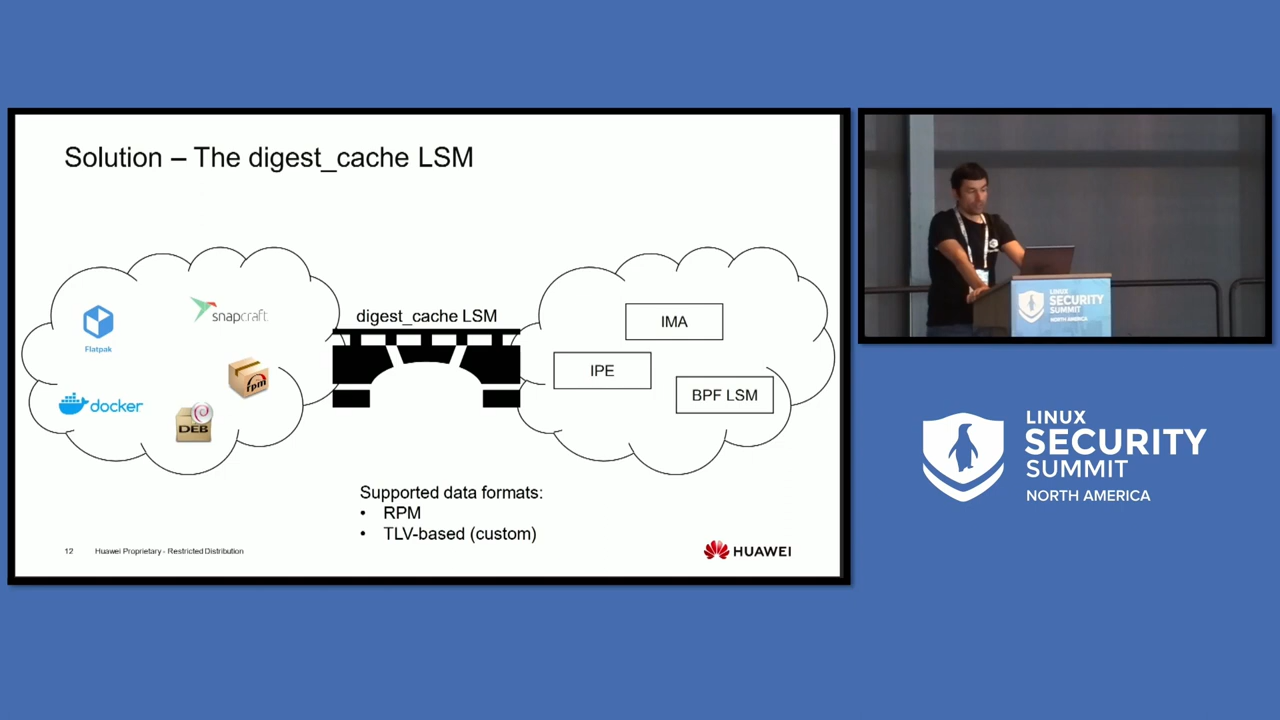 Solution – The digest_cache LSM
Flatpak
snapcraft
rpm
docker
DEB
digest_cache LSM
IMA
IPE
BPF LSM
Supported data formats:
• RPM
• TLV-based (custom)
12 Huawei Proprietary - Restricted Distribution
HUAWEI
LINUX
SECURITY
SUMMIT
NORTH AMERICA
LINUX
SECURITY
SUMMIT
NORTH AMERICA